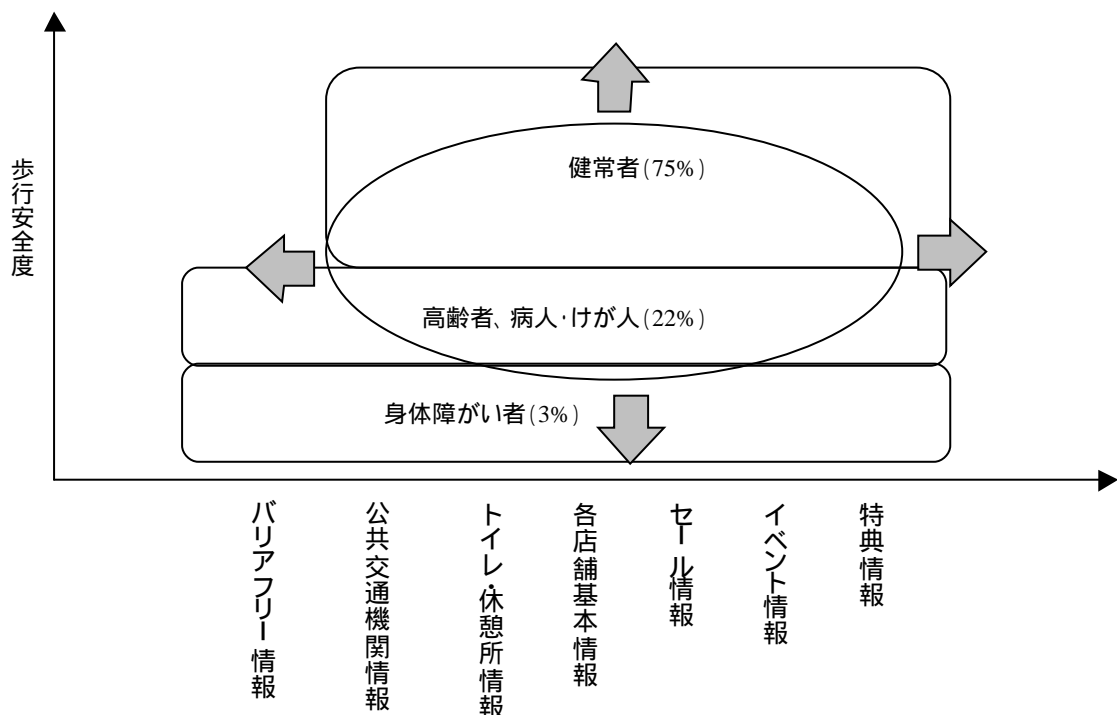 歩行安全度
健常者(75%)
高齢者、病人・けが人(22%)
身体障がい者(3%)
バリアフリー情報
公共交通機関情報
トイレ・休憩所情報
各店舗基本情報
セール情報
イベント情報
特典情報